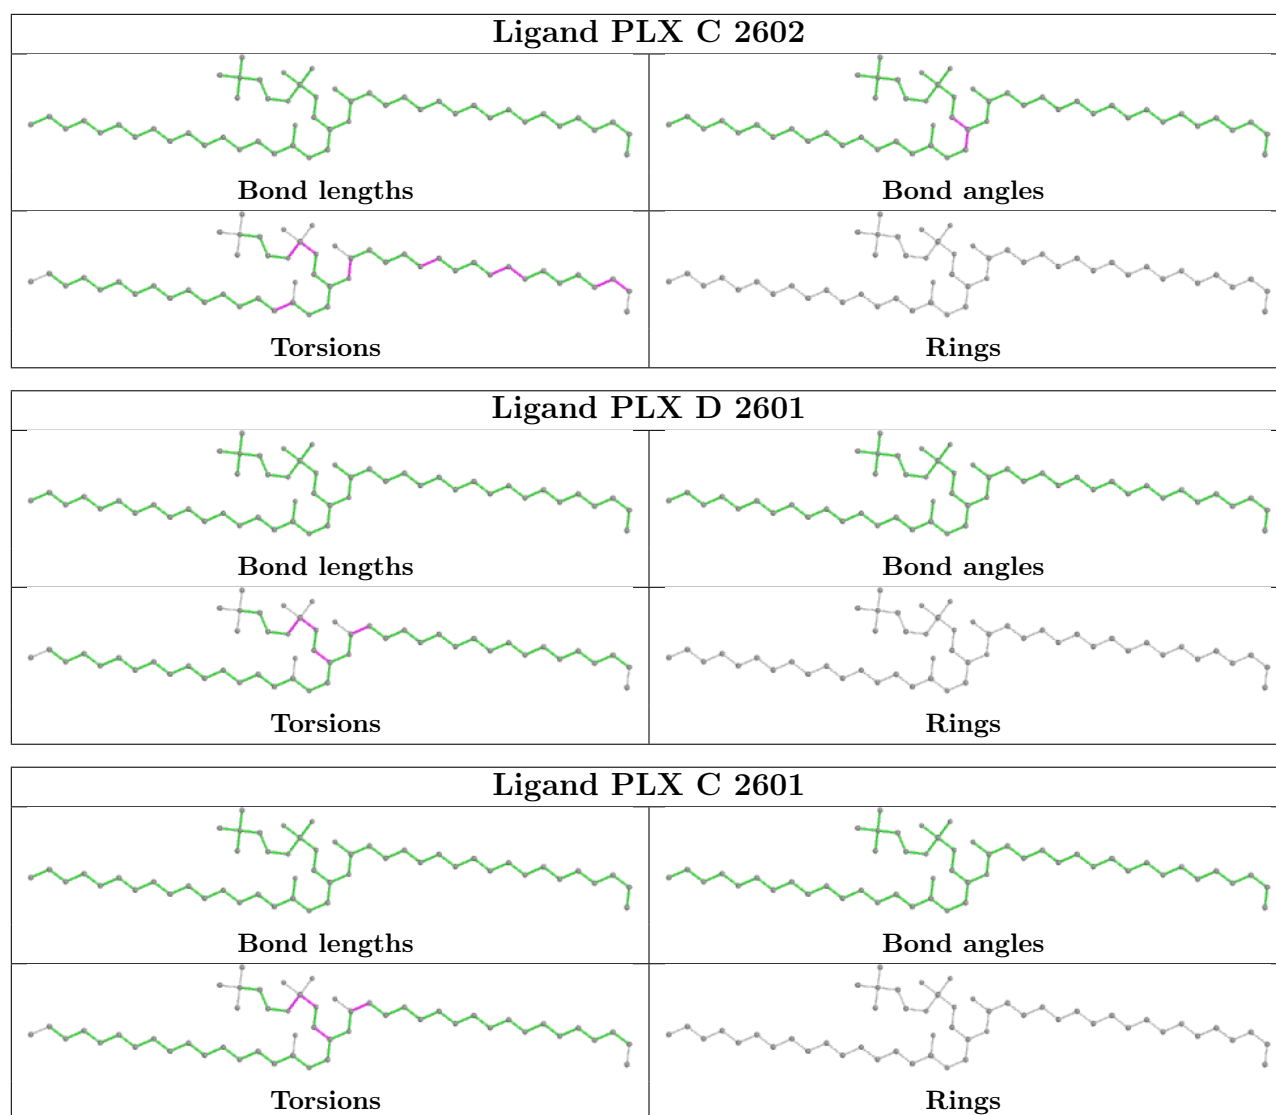 Ligand PLX C 2602
Bond lengths
Bond angles
Torsions
Rings
Ligand PLX D 2601
Bond lengths
Bond angles
Torsions
Rings
Ligand PLX C 2601
Bond lengths
Bond angles
Torsions
Rings